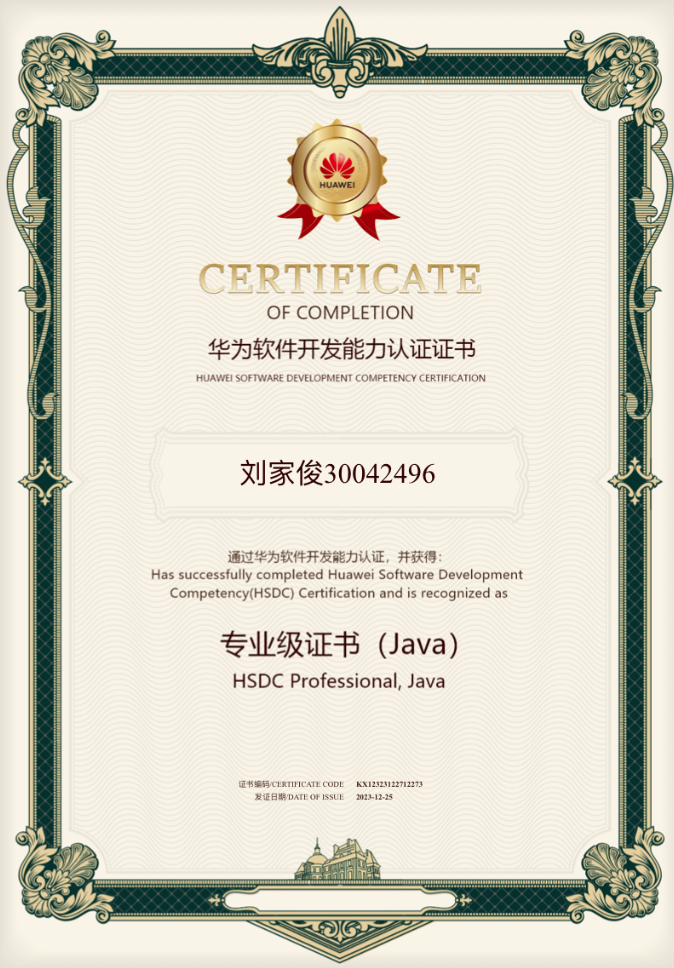 HUAWEI
CERTIFICATE
OF COMPLETION
华为软件开发能力认证证书
HUAWEI SOFTWARE DEVELOPMENT COMPETENCY CERTIFICATION
刘家俊30042496
通过华为软件开发能力认证，并获得：
Has successfully completed Huawei Software Development
Competency(HSDC) Certification and is recognized as
专业级证书（Java）
HSDC Professional, Java
证书编码/CERTIFICATE CODE KX12323122712273
发证日期/DATE OF ISSUE 2023-12-25